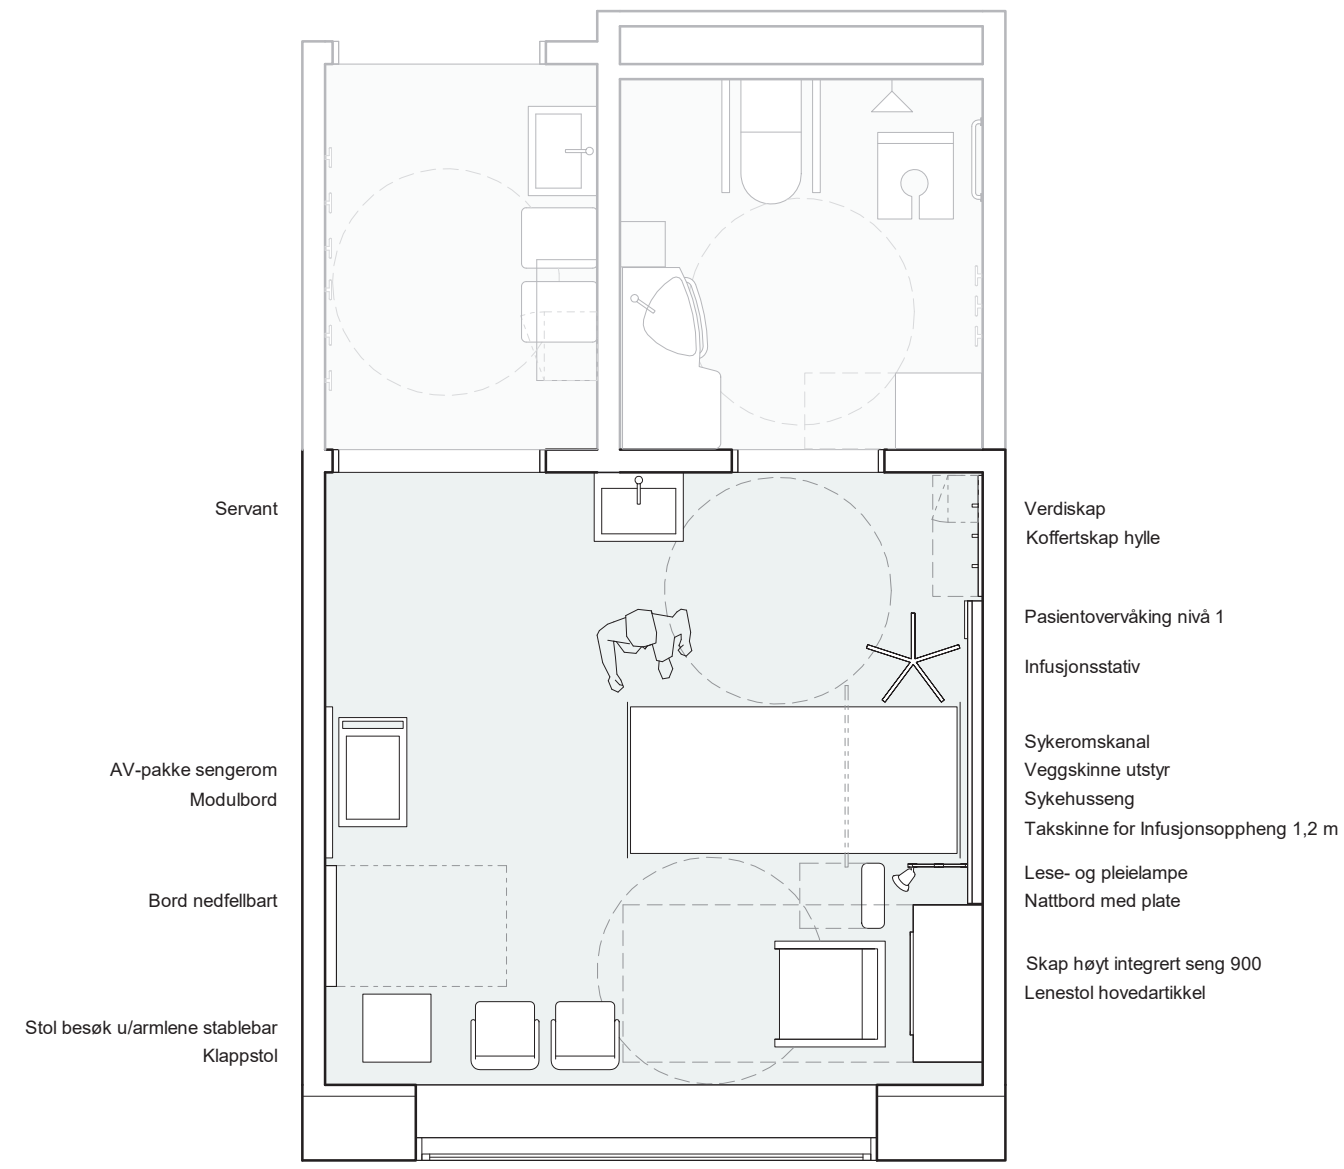 Servant
AV-pakke sengerom
Modulbord
Bord nedfellbart
Stol besøk u/armlene stablebar
Klappstol
Verdiskap
Koffertskap hylle
Pasientovervåking nivå 1
Infusjonsstativ
Sykeromskanal
Veggskinne utstyr
Sykehusseng
Takskinne for Infusjonsoppheng 1,2 m
Lese- og pleielampe
Nattbord med plate
Skap høyt integrert seng 900
Lenestol hovedartikkel